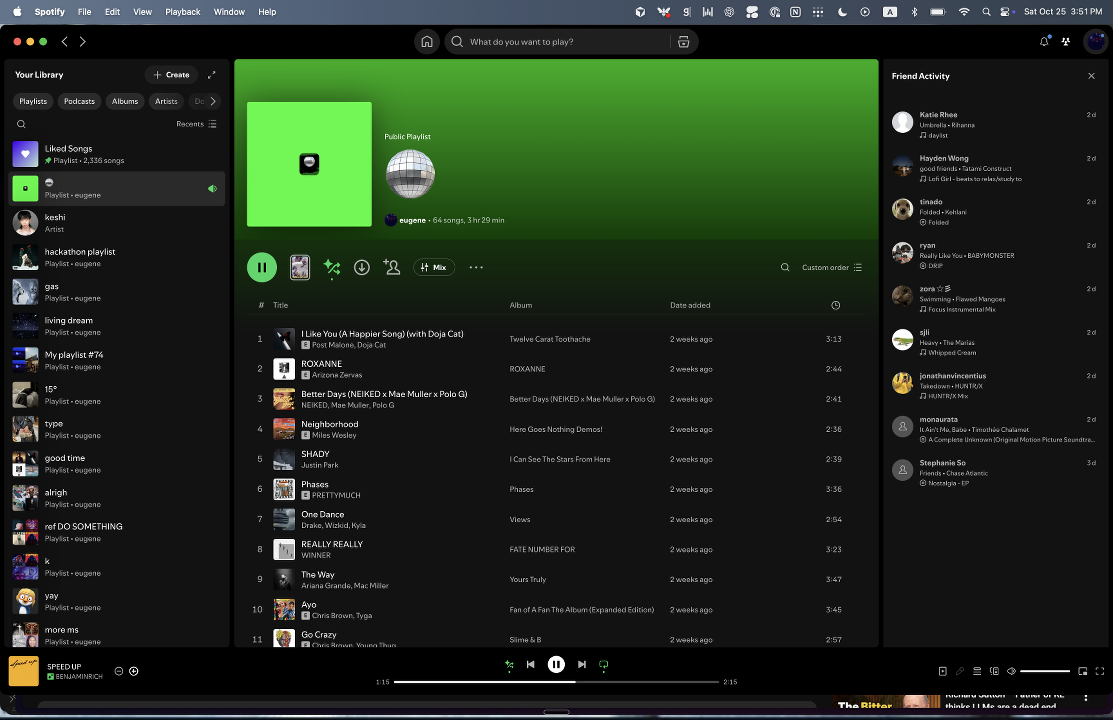 Spotify File Edit View Playback Window Help
A
Sat Oct 25 3:51 PM
What do you want to play?
Your Library
Create
Playlists Podcasts Albums Artists
Recents
Liked Songs
Playlist • 2,336 songs
Playlist • eugene
keshi
Artist
hackathon playlist
Playlist • eugene
gas
Playlist • eugene
living dream
Playlist • eugene
My playlist #74
Playlist • eugene
15°
Playlist • eugene
type
Playlist • eugene
good time
Playlist • eugene
alrigh
Playlist • eugene
ref DO SOMETHING
Playlist • eugene
k
Playlist • eugene
yay
Playlist • eugene
more ms
Playlist • eugene
Public Playlist
eugene • 64 songs, 3 hr 29 min
Mix
Custom order
# Title Album Date added
1 I Like You (A Happier Song) (with Doja Cat) Twelve Carat Toothache 2 weeks ago 3:13
E Post Malone, Doja Cat
2 ROXANNE ROXANNE 2 weeks ago 2:44
E Arizona Zervas
3 Better Days (NEIKED x Mae Muller x Polo G) Better Days (NEIKED x Mae Muller x Polo G) 2 weeks ago 2:41
NEIKED, Mae Muller, Polo G
4 Neighborhood Here Goes Nothing Demos! 2 weeks ago 4:36
E Miles Wesley
5 SHADY I Can See The Stars From Here 2 weeks ago 2:39
Justin Park
6 Phases Phases 2 weeks ago 3:36
E PRETTYMUCH
7 One Dance Views 2 weeks ago 2:54
Drake, Wizkid, Kyla
8 REALLY REALLY FATE NUMBER FOR 2 weeks ago 3:23
WINNER
9 The Way Yours Truly 2 weeks ago 3:47
Ariana Grande, Mac Miller
10 Ayo Fan of A Fan The Album (Expanded Edition) 2 weeks ago 3:45
E Chris Brown, Tyga
11 Go Crazy Slime & B 2 weeks ago 2:57
E Chris Brown, Young Thug
Friend Activity
Katie Rhee 2 d
Umbrella • Rihanna
daylist
Hayden Wong 2 d
good friends • Tatami Construct
Lofi Girl - beats to relax/study to
tinado 2 d
Folded • Kehlani
Folded
ryan 2 d
Really Like You • BABYMONSTER
DRIP
zora ☆彡 2 d
Swimming • Flawed Mangoes
Focus Instrumental Mix
sjli 2 d
Heavy • The Marias
Whipped Cream
jonathanvincentius 2 d
Takedown • HUNTR/X
HUNTR/X Mix
monaurata 2 d
It Ain't Me, Babe • Timothée Chalamet
A Complete Unknown (Original Motion Picture Soundtra...
Stephanie So 3 d
Friends • Chase Atlantic
Nostalgia - EP
speed up
SPEED UP
BENJAMINRICH
1:15 2:15
The Bitter
Richard Sutton – Father of RL
thinks LLMs are a dead end